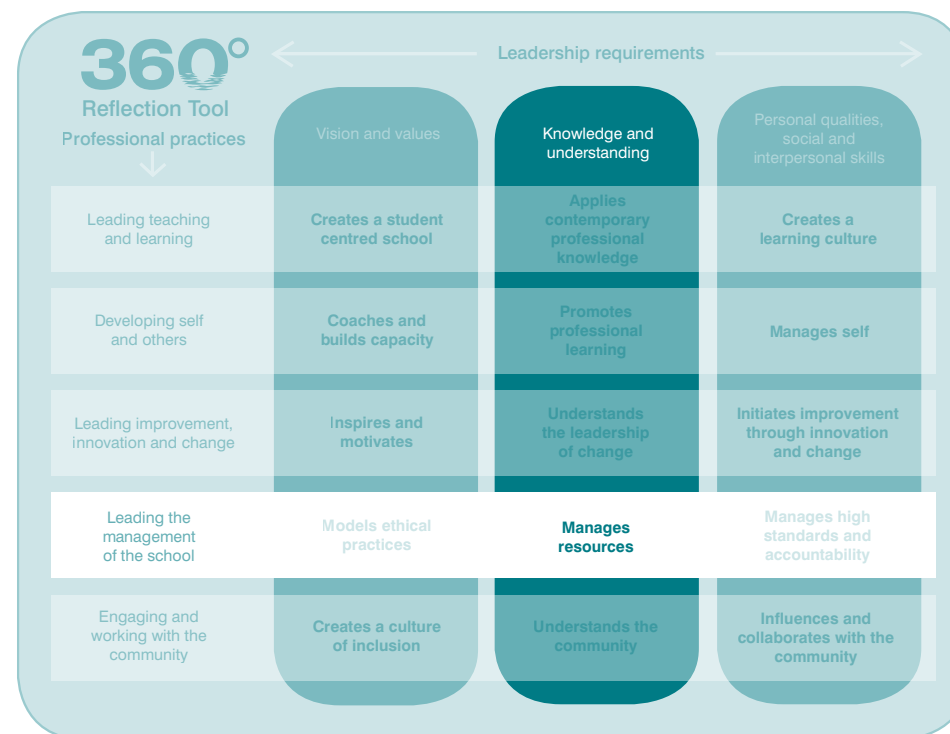 360°
Reflection Tool
Leadership requirements
Professional practices
Vision and values
Knowledge and
understanding
Personal qualities,
social and
interpersonal skills
Leading teaching
and learning
Creates a student
centred school
Applies
contemporary
professional
knowledge
Creates a
learning culture
Developing self
and others
Coaches and
builds capacity
Promotes
professional
learning
Manages self
Leading improvement,
innovation and change
Inspires and
motivates
Understands
the leadership
of change
Initiates improvement
through innovation
and change
Leading the
management
of the school
Models ethical
practices
Manages
resources
Manages high
standards and
accountability
Engaging and
working with the
community
Creates a culture
of inclusion
Understands the
community
Influences and
collaborates with the
community